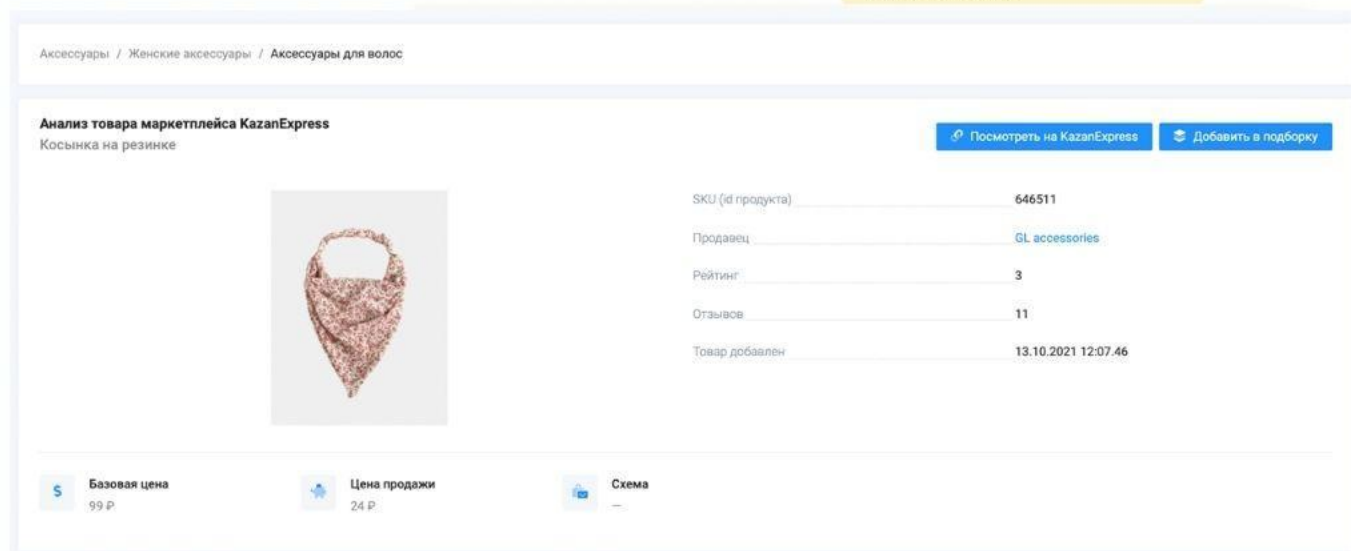 Аксессуары / Женские аксессуары / Аксессуары для волос
Анализ товара маркетплейса KazanExpress
Косынка на резинке
Посмотреть на KazanExpress
Добавить в подборку
SKU (id продукта) 646511
Продавец GL accessories
Рейтинг 3
Отзывов 11
Товар добавлен 13.10.2021 12:07.46
Базовая цена
99 ₽
Цена продажи
24 ₽
Схема
—